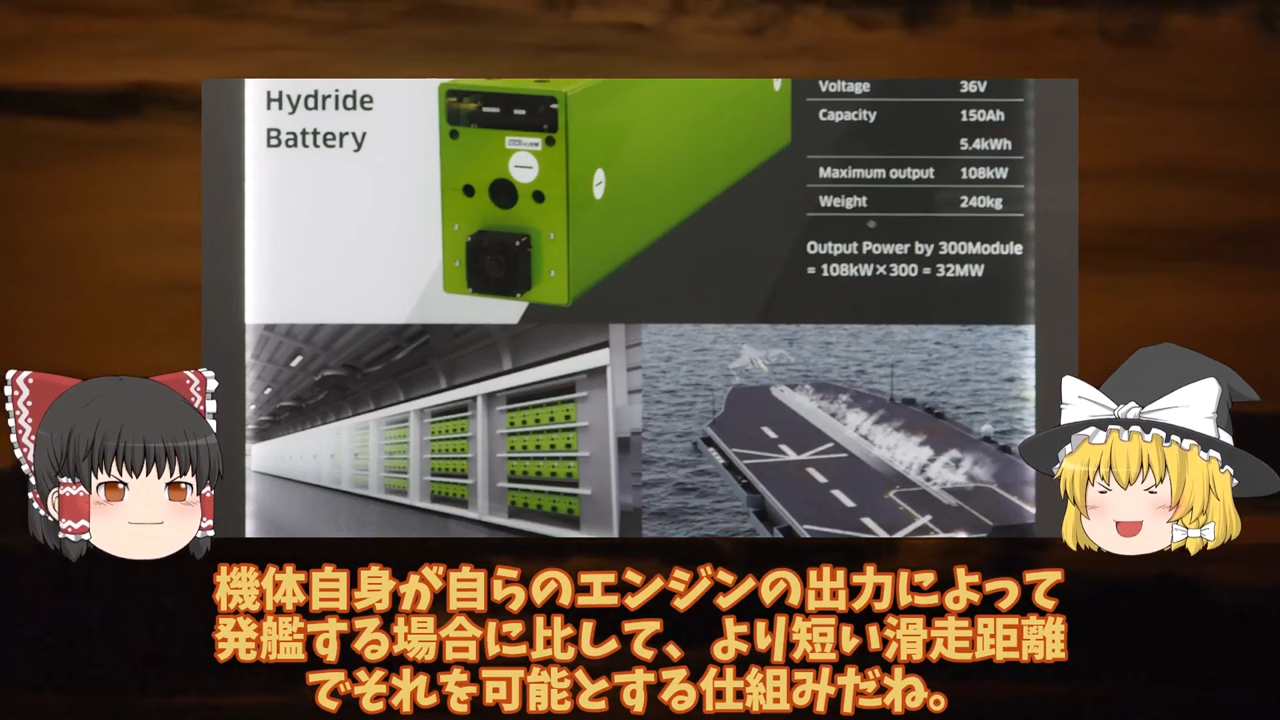 Hydride
Battery
Voltage 36V
Capacity 150Ah
5.4kWh
Maximum output 108kW
Weight 240kg
Output Power by 300Module
= 108kW×300 = 32MW
機体自身が自らのエンジンの出力によって
発艦する場合に比して、より短い滑走距離
でそれを可能とする仕組みだね。